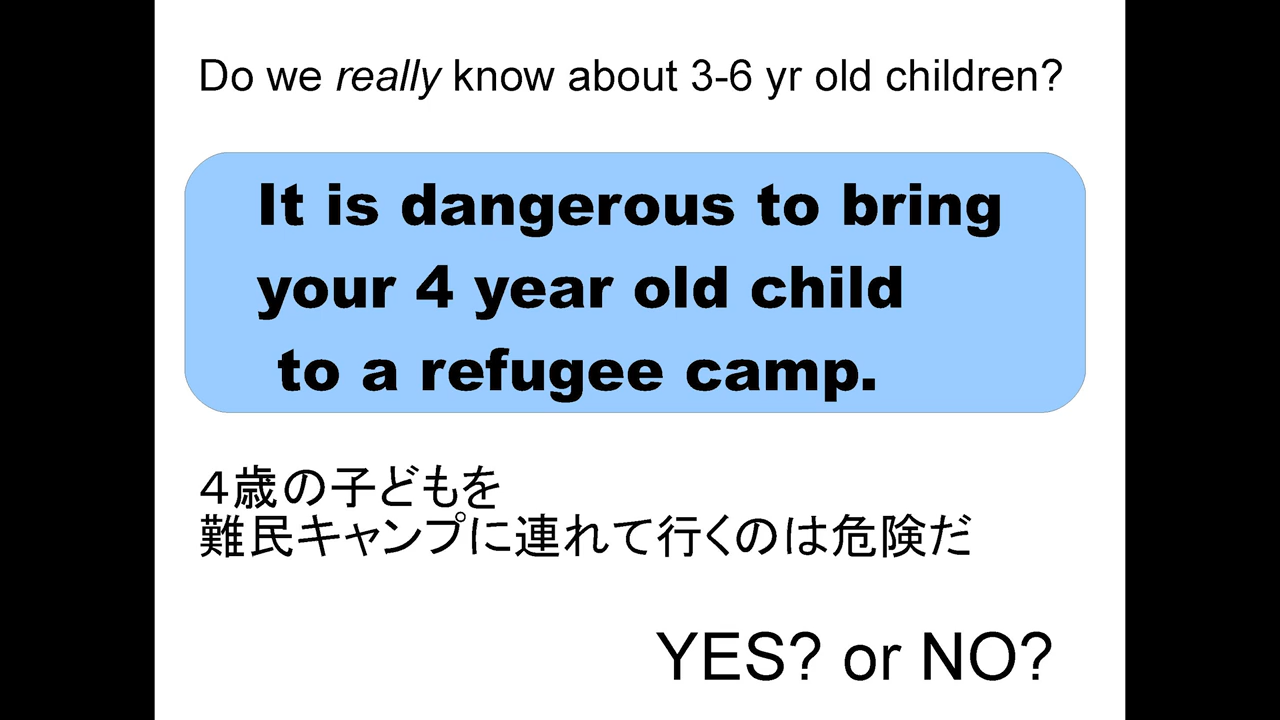 Do we really know about 3-6 yr old children?
It is dangerous to bring
your 4 year old child
to a refugee camp.
４歳の子どもを
難民キャンプに連れて行くのは危険だ
YES? or NO?